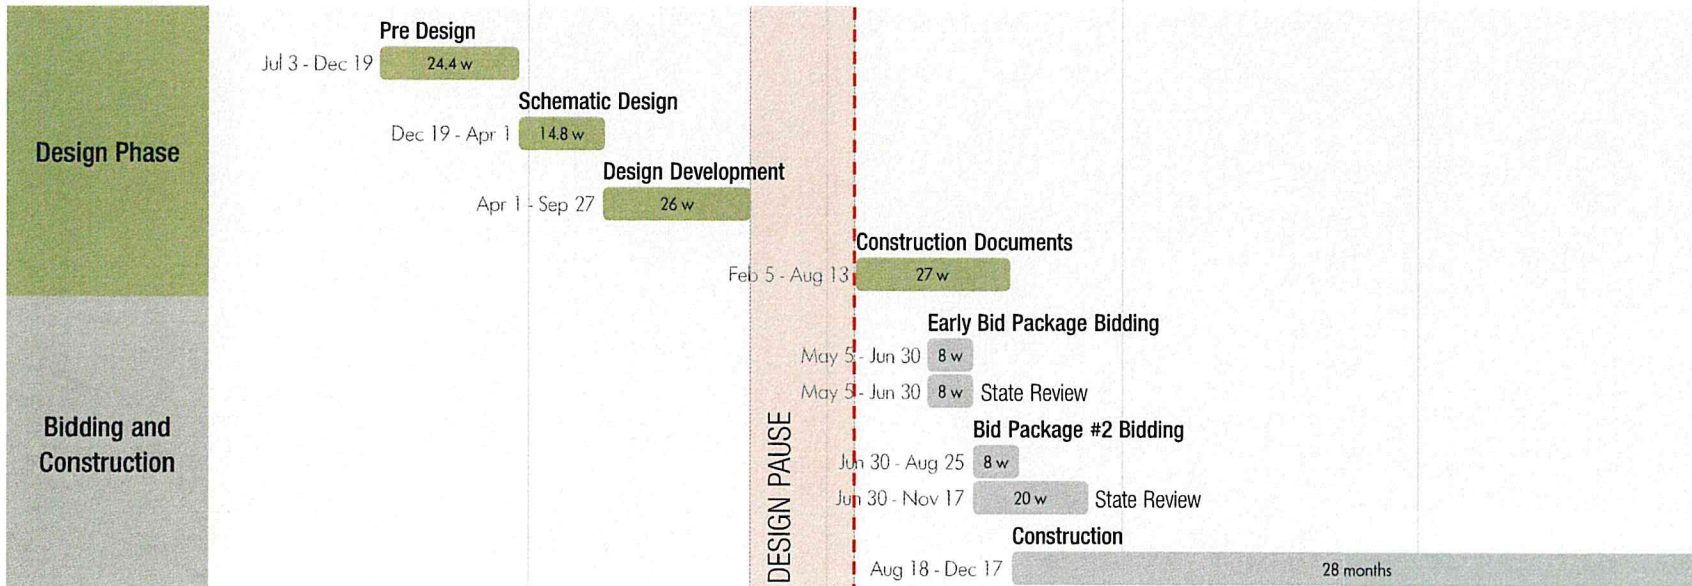 Design Phase
Pre Design
Jul 3 - Dec 19 24.4 w
Schematic Design
Dec 19 - Apr 1 14.8 w
Design Development
Apr 1 - Sep 27 26 w
Construction Documents
Feb 5 - Aug 13 27 w
Bidding and
Construction
Early Bid Package Bidding
May 5 - Jun 30 8 w
May 5 - Jun 30 8 w State Review
Bid Package #2 Bidding
Jun 30 - Aug 25 8 w
Jun 30 - Nov 17 20 w State Review
Construction
Aug 18 - Dec 17 28 months
DESIGN PAUSE